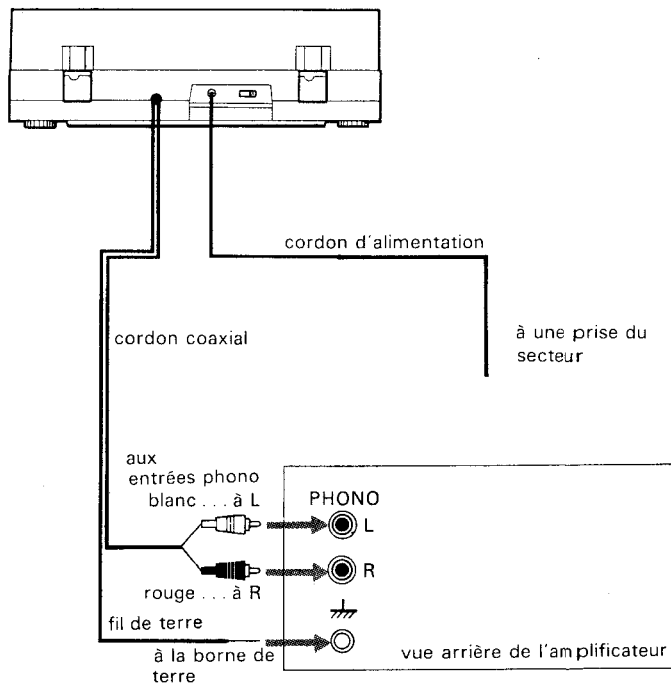 cordon d'alimentation
à une prise du
secteur
cordon coaxial
aux
entrées phono
blanc . . . à L
PHONO
L
R
rouge . . . à R
fil de terre
à la borne de
terre
vue arrière de l'amplificateur